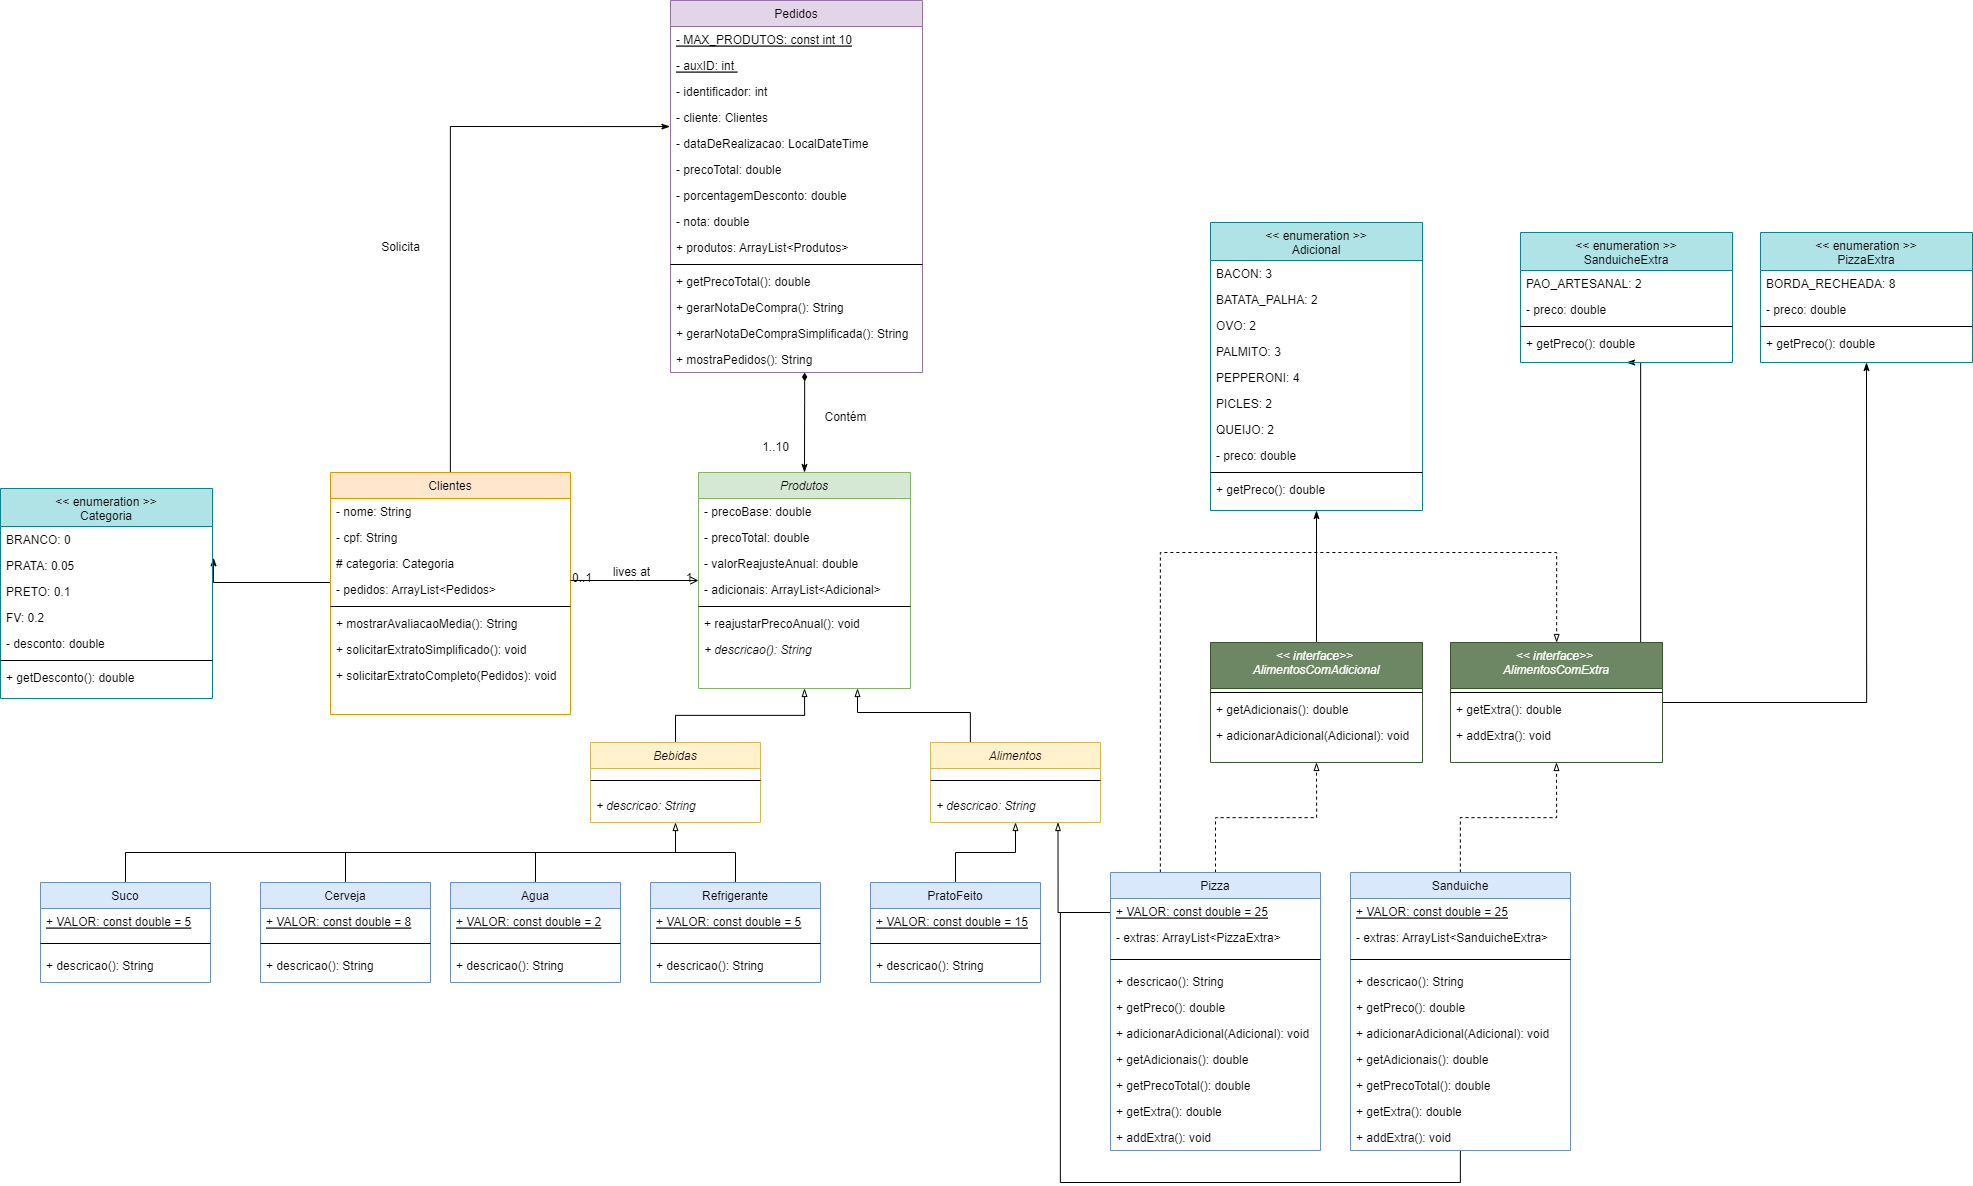 Pedidos
- MAX_PRODUTOS: const int 10
- auxID: int
- identificador: int
- cliente: Clientes
- dataDeRealizacao: LocalDateTime
- precoTotal: double
- porcentagemDesconto: double
- nota: double
+ produtos: ArrayList<Produtos>
+ getPrecoTotal(): double
+ gerarNotaDeCompra(): String
+ gerarNotaDeCompraSimplificada(): String
+ mostraPedidos(): String
Solicita
Contém
1..10
<< enumeration >>
Categoria
BRANCO: 0
PRATA: 0.05
PRETO: 0.1
FV: 0.2
- desconto: double
+ getDesconto(): double
Clientes
- nome: String
- cpf: String
# categoria: Categoria
- pedidos: ArrayList<Pedidos>
+ mostrarAvaliacaoMedia(): String
+ solicitarExtratoSimplificado(): void
+ solicitarExtratoCompleto(Pedidos): void
0..1
lives at
1
Produtos
- precoBase: double
- precoTotal: double
- valorReajusteAnual: double
- adicionais: ArrayList<Adicional>
+ reajustarPrecoAnual(): void
+ descricao(): String
<< enumeration >>
Adicional
BACON: 3
BATATA_PALHA: 2
OVO: 2
PALMITO: 3
PEPPERONI: 4
PICLES: 2
QUEIJO: 2
- preco: double
+ getPreco(): double
<< enumeration >>
SanduicheExtra
PAO_ARTESANAL: 2
- preco: double
+ getPreco(): double
<< enumeration >>
PizzaExtra
BORDA_RECHEADA: 8
- preco: double
+ getPreco(): double
<< interface>>
AlimentosComAdicional
+ getAdicionais(): double
+ adicionarAdicional(Adicional): void
<< interface>>
AlimentosComExtra
+ getExtra(): double
+ addExtra(): void
Bebidas
+ descricao: String
Alimentos
+ descricao: String
Suco
+ VALOR: const double = 5
+ descricao(): String
Cerveja
+ VALOR: const double = 8
+ descricao(): String
Agua
+ VALOR: const double = 2
+ descricao(): String
Refrigerante
+ VALOR: const double = 5
+ descricao(): String
PratoFeito
+ VALOR: const double = 15
+ descricao(): String
Pizza
+ VALOR: const double = 25
- extras: ArrayList<PizzaExtra>
+ descricao(): String
+ getPreco(): double
+ adicionarAdicional(Adicional): void
+ getAdicionais(): double
+ getPrecoTotal(): double
+ getExtra(): double
+ addExtra(): void
Sanduiche
+ VALOR: const double = 25
- extras: ArrayList<SanduicheExtra>
+ descricao(): String
+ getPreco(): double
+ adicionarAdicional(Adicional): void
+ getAdicionais(): double
+ getPrecoTotal(): double
+ getExtra(): double
+ addExtra(): void